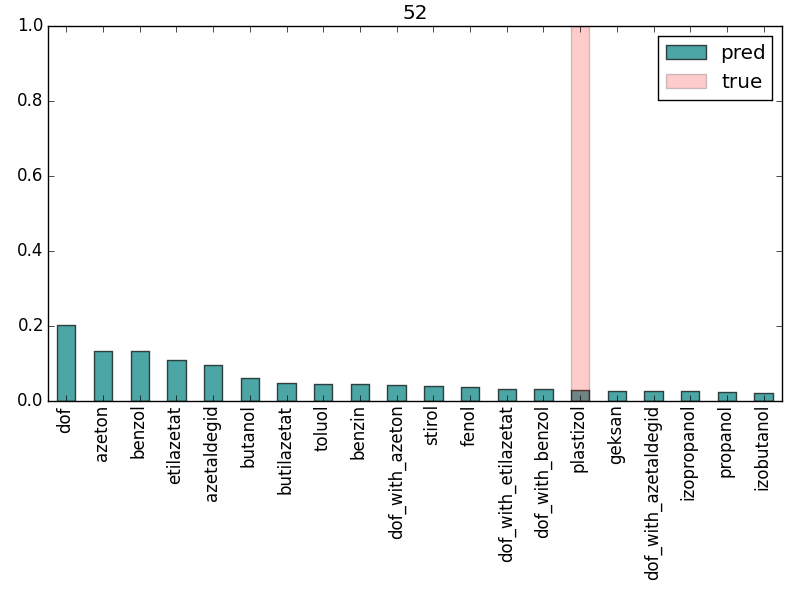 52
1.0
0.8
0.6
0.4
0.2
0.0
pred
true
dof
azeton
benzol
etilazetat
azetaldegid
butanol
butilazetat
toluol
benzin
dof_with_azeton
stirol
fenol
dof_with_etilazetat
dof_with_benzol
plastizol
geksan
dof_with_azetaldegid
izopropanol
propanol
izobutanol